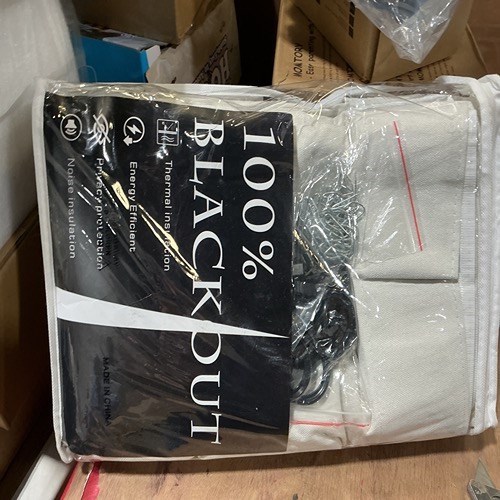 100%
BLACKOUT
Thermal insulation
Energy Efficient
Privacy protection
Noise insulation
MADE IN CHINA